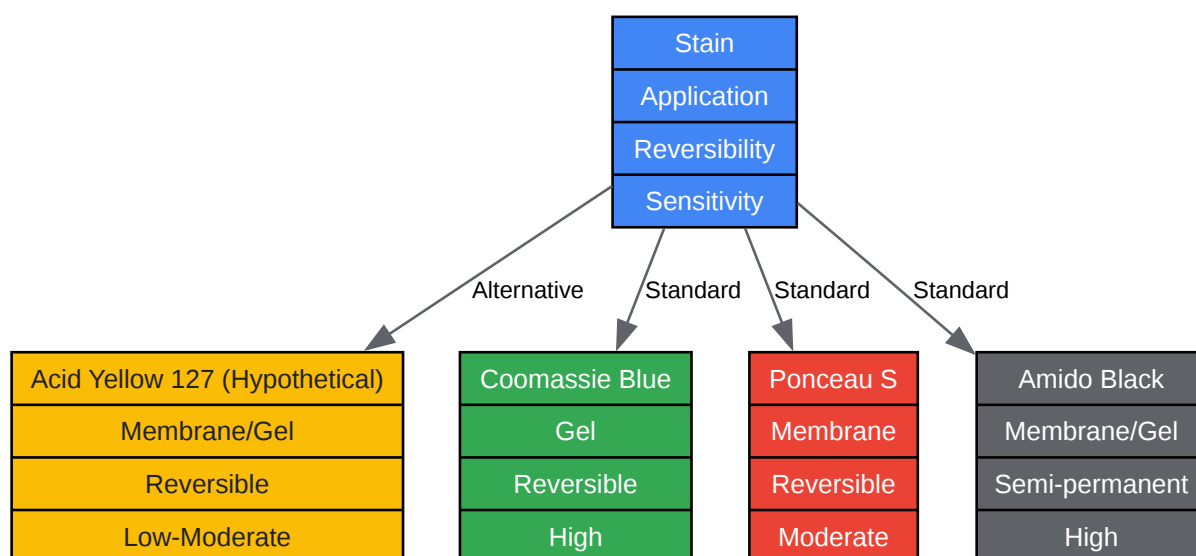 Stain
Application
Reversibility
Sensitivity
Alternative
Standard
Standard
Standard
Acid Yellow 127 (Hypothetical)
Membrane/Gel
Reversible
Low-Moderate
Coomassie Blue
Gel
Reversible
High
Ponceau S
Membrane
Reversible
Moderate
Amido Black
Membrane/Gel
Semi-permanent
High